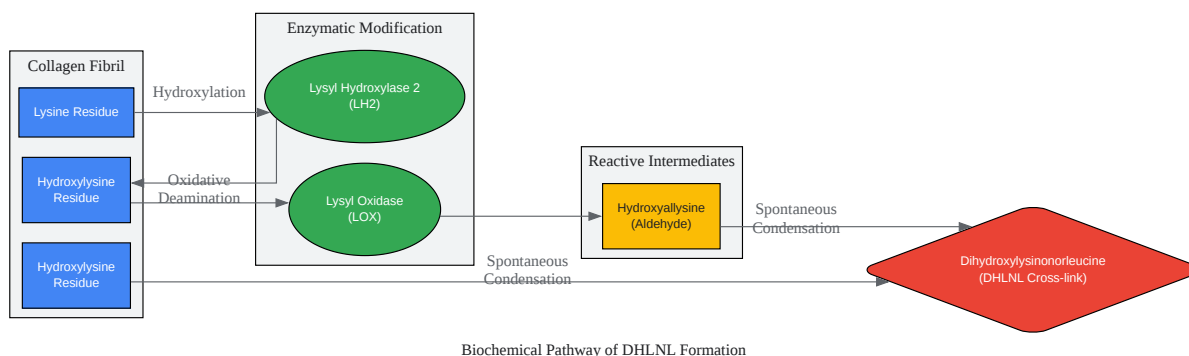 Enzymatic Modification
Collagen Fibril
Lysine Residue
Hydroxylation
Lysyl Hydroxylase 2
(LH2)
Hydroxylysine
Residue
Oxidative
Deamination
Lysyl Oxidase
(LOX)
Reactive Intermediates
Hydroxyallysine
(Aldehyde)
Spontaneous
Condensation
Hydroxylysine
Residue
Spontaneous
Condensation
Dihydroxylysinonorleucine
(DHLNL Cross-link)
Biochemical Pathway of DHLNL Formation